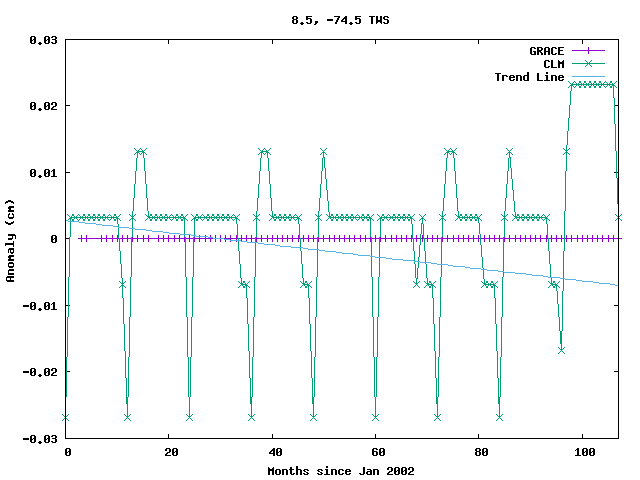 8.5, -74.5 TWS
0.03
0.02
0.01
0
-0.01
-0.02
-0.03
Anomaly (cm)
GRACE
CLM
Trend Line
0 20 40 60 80 100
Months since Jan 2002